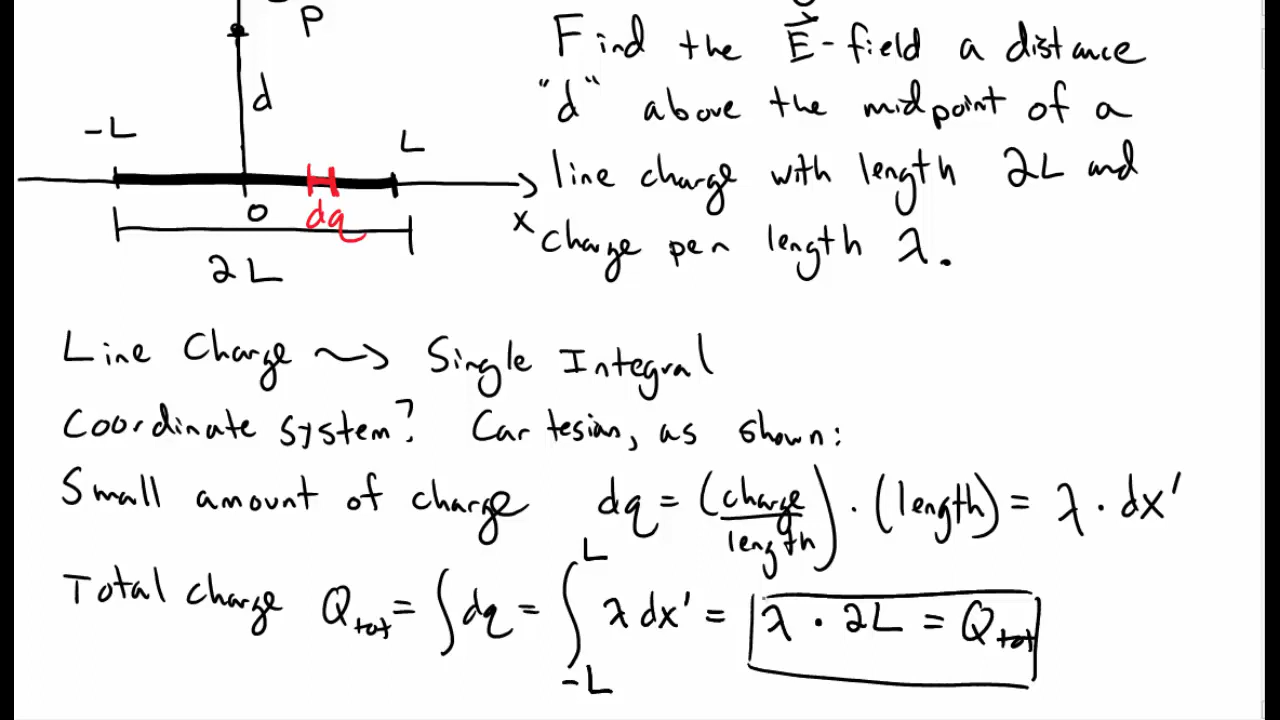 P
d
-L
L
0
dq
x
2L
Find the E⃗-field a distance
"d" above the midpoint of a
line charge with length 2L and
charge per length λ.
Line Charge ⤳ Single Integral
Coordinate system? Cartesian, as shown:
Small amount of charge dq = (charge/length) · (length) = λ · dx'
Total charge Q_tot = ∫dq = ∫_{-L}^{L} λ dx' = λ · 2L = Q_tot